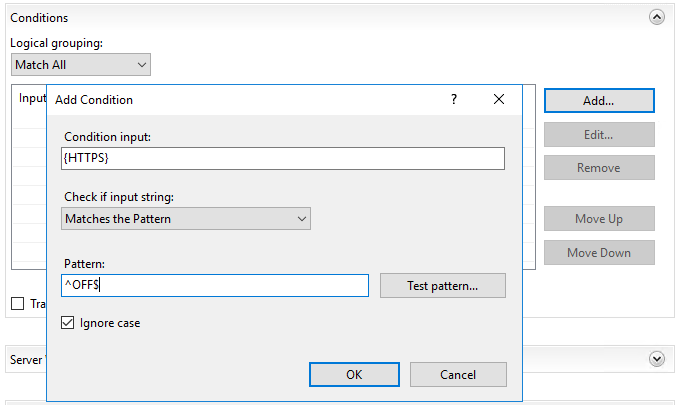 Conditions
Logical grouping:
Match All
Input
Add...
Edit...
Remove
Move Up
Move Down
Add Condition
?
Condition input:
{HTTPS}
Check if input string:
Matches the Pattern
Pattern:
^OFF$
Test pattern...
Ignore case
OK
Cancel
Tra
Server